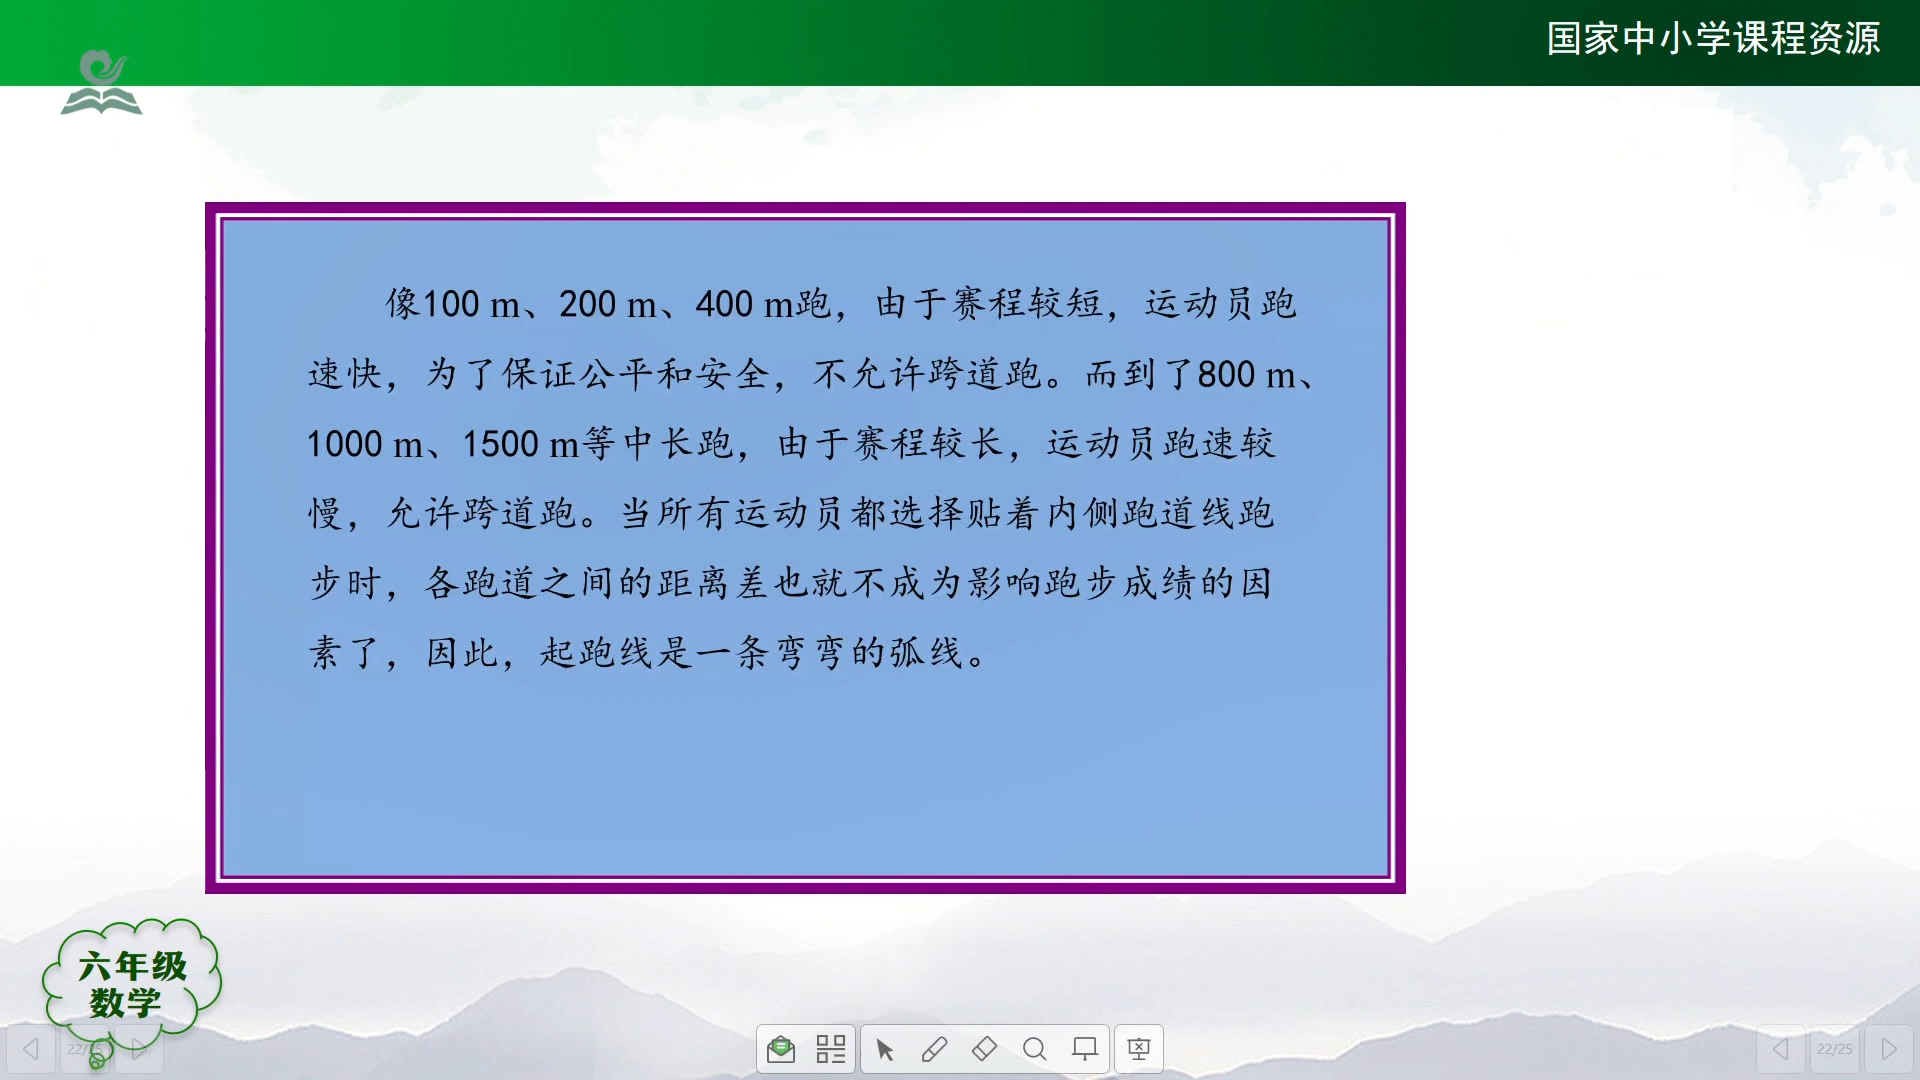 国家中小学课程资源
像100 m、200 m、400 m跑，由于赛程较短，运动员跑
速快，为了保证公平和安全，不允许跨道跑。而到了800 m、
1000 m、1500 m等中长跑，由于赛程较长，运动员跑速较
慢，允许跨道跑。当所有运动员都选择贴着内侧跑道线跑
步时，各跑道之间的距离差也就不成为影响跑步成绩的因
素了，因此，起跑线是一条弯弯的弧线。
六年级
数学
22/25
22/25